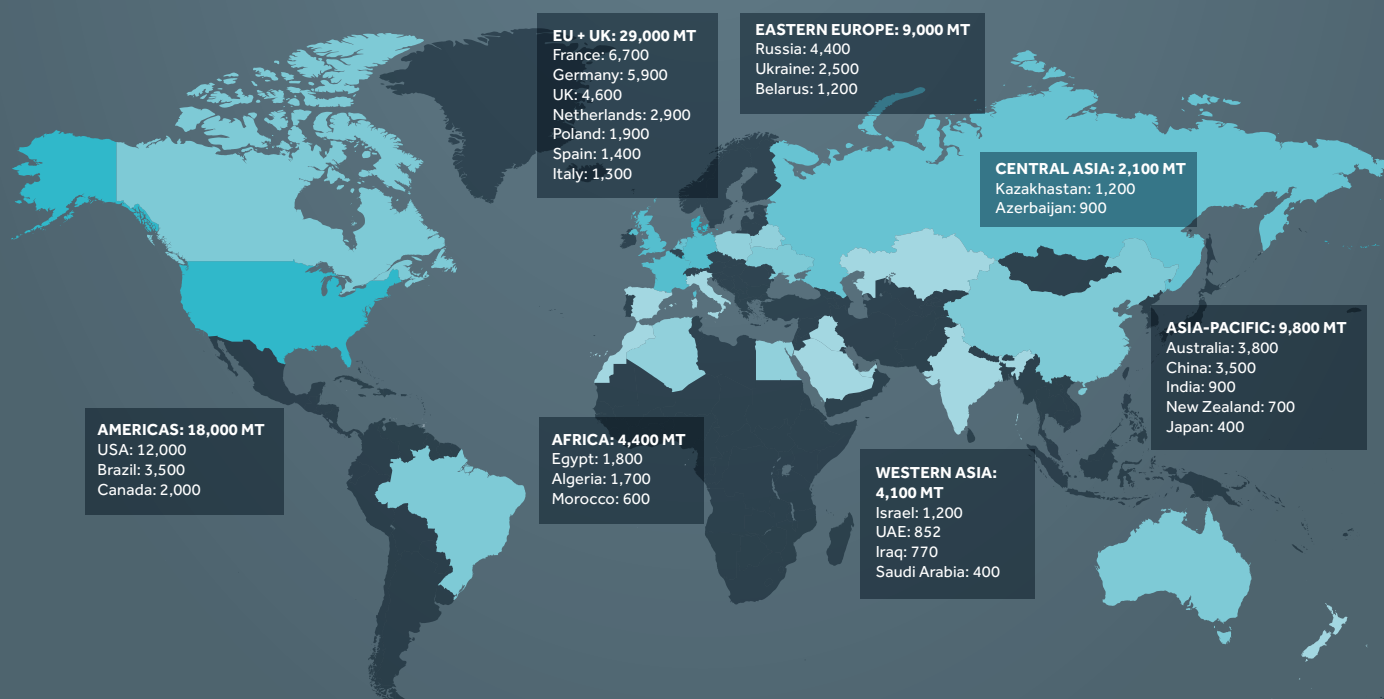 EU + UK: 29,000 MT
France: 6,700
Germany: 5,900
UK: 4,600
Netherlands: 2,900
Poland: 1,900
Spain: 1,400
Italy: 1,300
EASTERN EUROPE: 9,000 MT
Russia: 4,400
Ukraine: 2,500
Belarus: 1,200
CENTRAL ASIA: 2,100 MT
Kazakhastan: 1,200
Azerbaijan: 900
ASIA-PACIFIC: 9,800 MT
Australia: 3,800
China: 3,500
India: 900
New Zealand: 700
Japan: 400
AMERICAS: 18,000 MT
USA: 12,000
Brazil: 3,500
Canada: 2,000
AFRICA: 4,400 MT
Egypt: 1,800
Algeria: 1,700
Morocco: 600
WESTERN ASIA:
4,100 MT
Israel: 1,200
UAE: 852
Iraq: 770
Saudi Arabia: 400